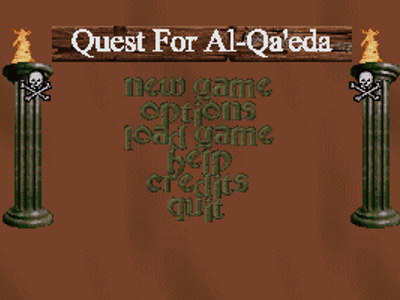 Quest For Al-Qa'eda
new game
options
load game
help
credits
quit